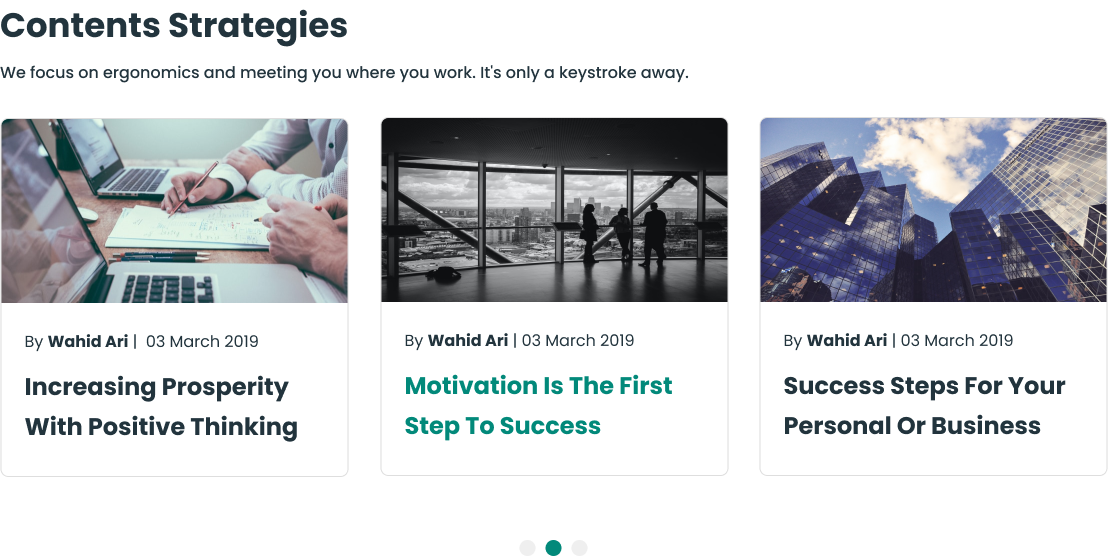 Contents Strategies
We focus on ergonomics and meeting you where you work. It's only a keystroke away.
By Wahid Ari | 03 March 2019
Increasing Prosperity
With Positive Thinking
By Wahid Ari | 03 March 2019
Motivation Is The First
Step To Success
By Wahid Ari | 03 March 2019
Success Steps For Your
Personal Or Business